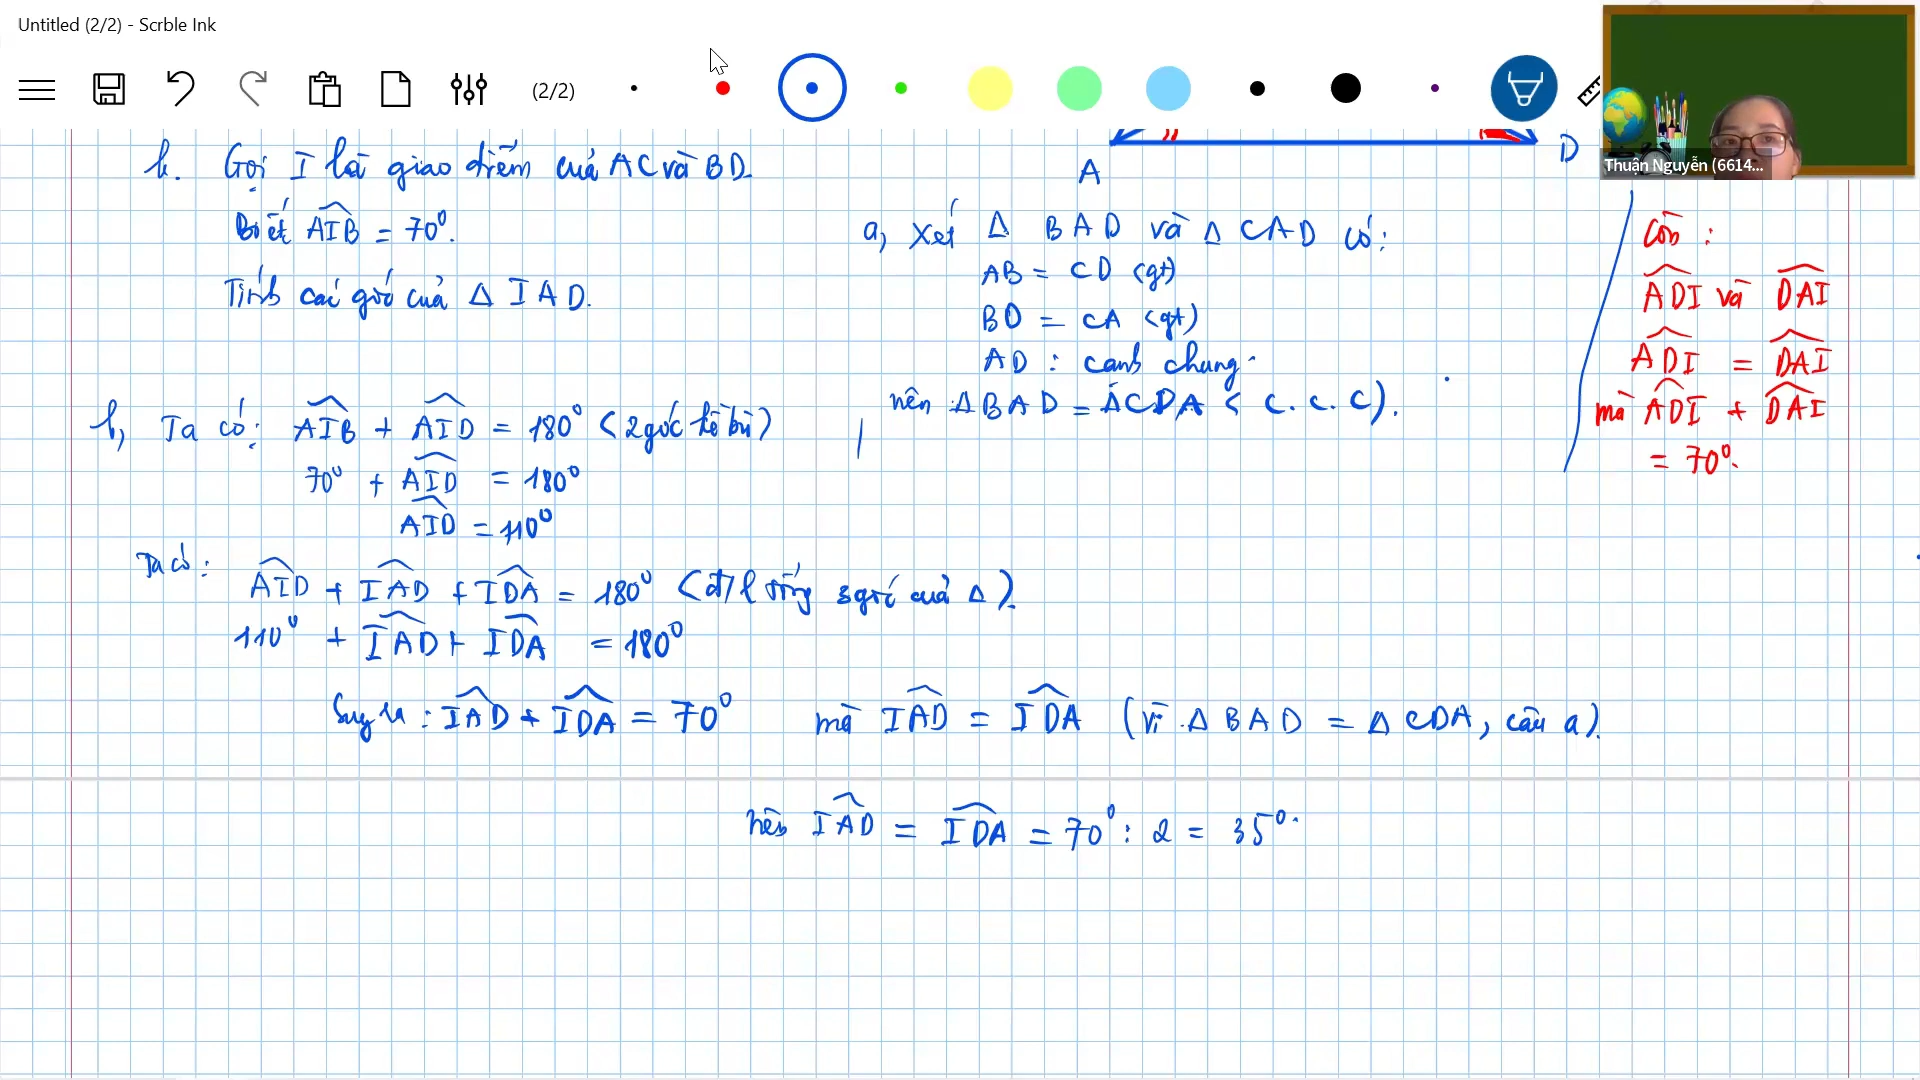 Untitled (2/2) - Scrble Ink
(2/2)
Thuận Nguyễn (6614...
A
D
b. Gọi I là giao điểm của AC và BD.
Biết AIB = 70°.
Tính các góc của Δ IAD.
a, Xét Δ BAD và Δ CAD có:
AB = CD (gt)
BD = CA (gt)
AD : cạnh chung.
nên ΔBAD = ΔCDA ( C. C. C).
Còn :
ADI và DAI
ADI = DAI
mà ADI + DAI
= 70°.
b, Ta có: AIB + AID = 180° (2 góc kề bù)
70° + AID = 180°
AID = 110°
Ta có:
AID + IAD + IDA = 180° (đ/l tổng 3 góc của Δ).
110° + IAD + IDA = 180°
Suy ra : IAD + IDA = 70° mà IAD = IDA (vì Δ BAD = Δ CDA, câu a).
nên IAD = IDA = 70° : 2 = 35°.